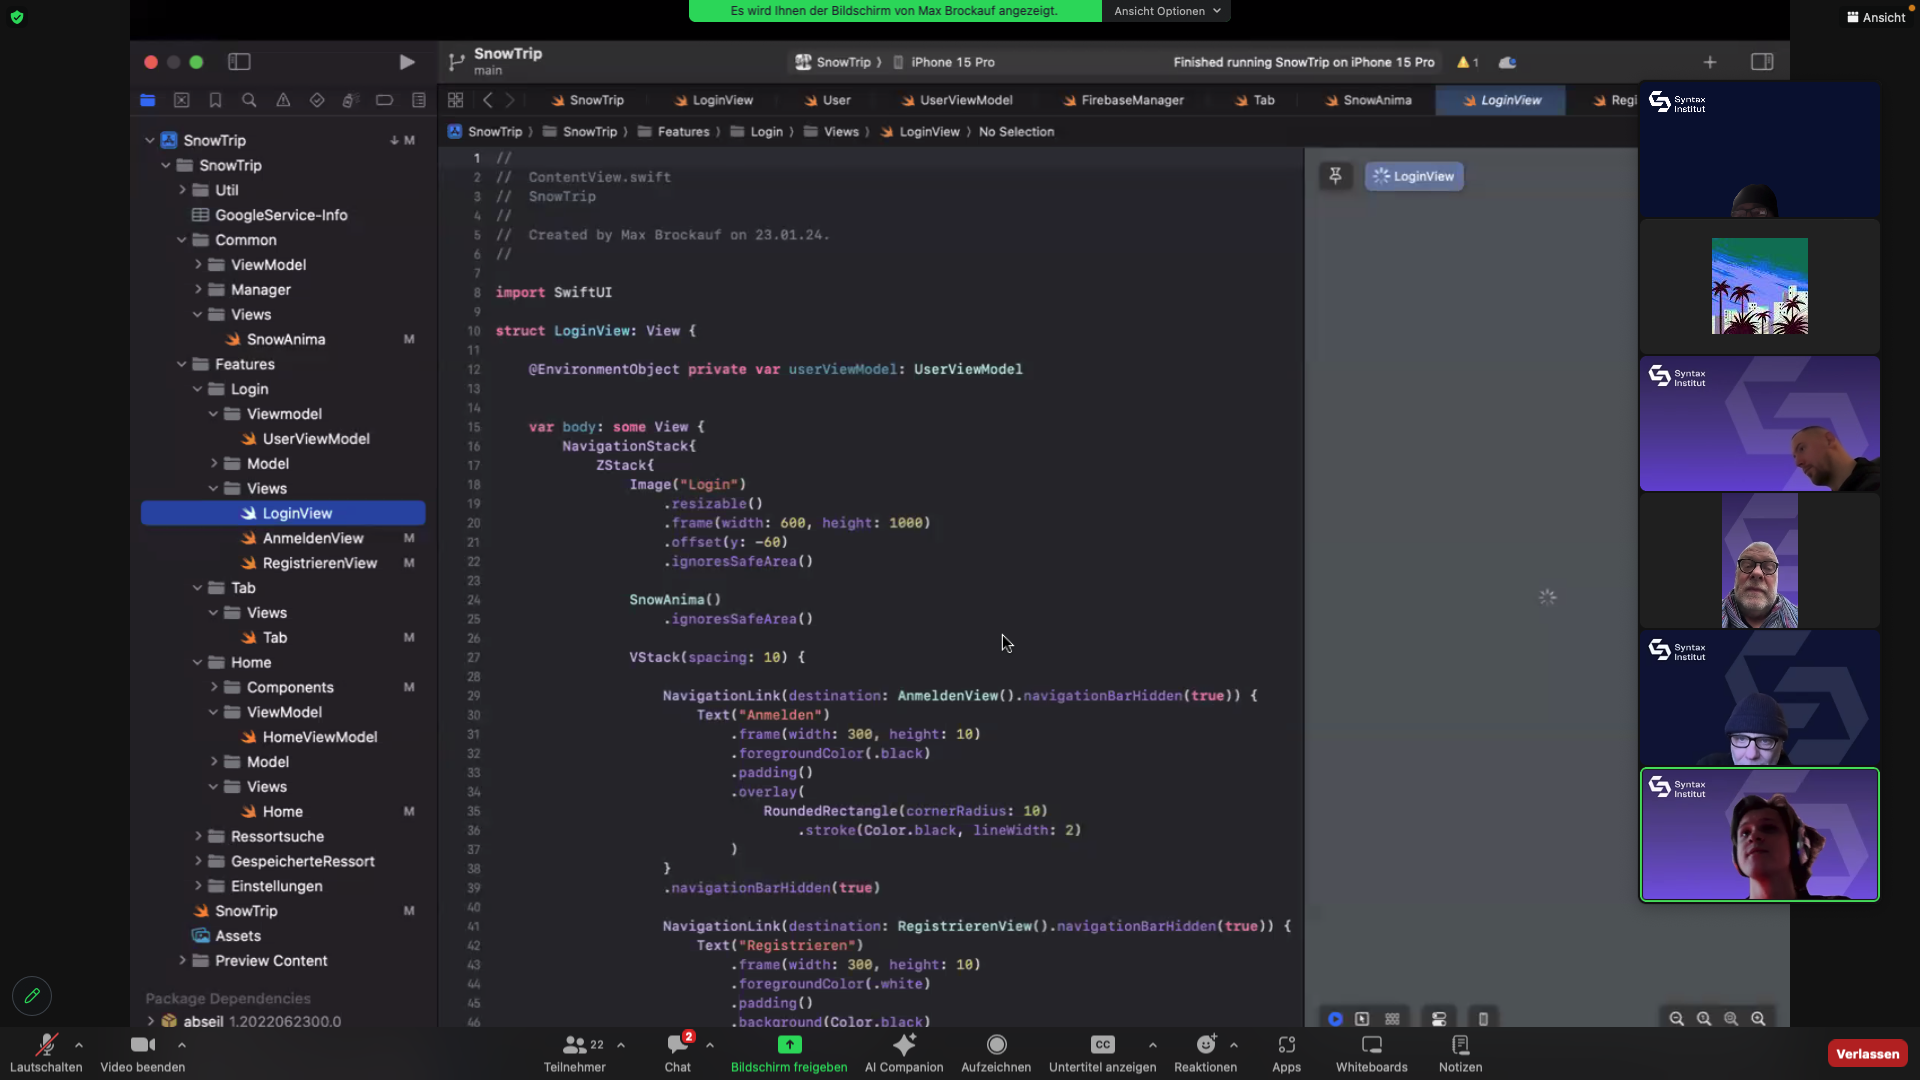 Es wird Ihnen der Bildschirm von Max Brockauf angezeigt.
Ansicht Optionen
Ansicht
SnowTrip
main
SnowTrip
iPhone 15 Pro
Finished running SnowTrip on iPhone 15 Pro
1
SnowTrip
LoginView
User
UserViewModel
FirebaseManager
Tab
SnowAnima
LoginView
Regi
SnowTrip
SnowTrip
Features
Login
Views
LoginView
No Selection
SnowTrip
M
SnowTrip
Util
GoogleService-Info
Common
ViewModel
Manager
Views
SnowAnima M
Features
Login
Viewmodel
UserViewModel
Model
Views
LoginView
AnmeldenView M
RegistrierenView M
Tab
Views
Tab M
Home
Components M
ViewModel
HomeViewModel
Model
Views
Home M
Ressortsuche
GespeicherteRessort
Einstellungen
SnowTrip M
Assets
Preview Content
Package Dependencies
abseil 1.2022062300.0
1 //
2 // ContentView.swift
3 // SnowTrip
4 //
5 // Created by Max Brockauf on 23.01.24.
6 //
7
8 import SwiftUI
9
10 struct LoginView: View {
11
12 @EnvironmentObject private var userViewModel: UserViewModel
13
14
15 var body: some View {
16 NavigationStack{
17 ZStack{
18 Image("Login")
19 .resizable()
20 .frame(width: 600, height: 1000)
21 .offset(y: -60)
22 .ignoresSafeArea()
23
24 SnowAnima()
25 .ignoresSafeArea()
26
27 VStack(spacing: 10) {
28
29 NavigationLink(destination: AnmeldenView().navigationBarHidden(true)) {
30 Text("Anmelden")
31 .frame(width: 300, height: 10)
32 .foregroundColor(.black)
33 .padding()
34 .overlay(
35 RoundedRectangle(cornerRadius: 10)
36 .stroke(Color.black, lineWidth: 2)
37 )
38 }
39 .navigationBarHidden(true)
40
41 NavigationLink(destination: RegistrierenView().navigationBarHidden(true)) {
42 Text("Registrieren")
43 .frame(width: 300, height: 10)
44 .foregroundColor(.white)
45 .padding()
46 .background(Color.black)
LoginView
Syntax
Institut
Syntax
Institut
Syntax
Institut
Syntax
Institut
Lautschalten
Video beenden
Teilnehmer
22
Chat
2
Bildschirm freigeben
AI Companion
Aufzeichnen
CC
Untertitel anzeigen
Reaktionen
Apps
Whiteboards
Notizen
Verlassen